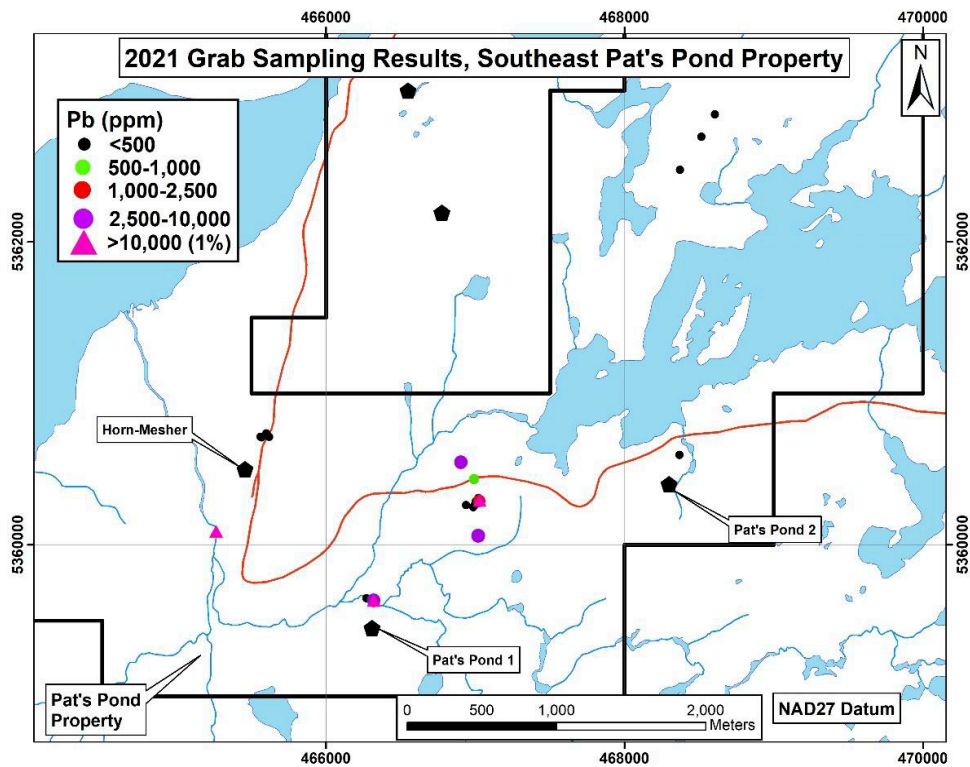 466000
468000
470000
2021 Grab Sampling Results, Southeast Pat's Pond Property
N
Pb (ppm)
<500
500-1,000
1,000-2,500
2,500-10,000
>10,000 (1%)
5362000
5362000
Horn-Mesher
Pat's Pond 2
5360000
5360000
Pat's Pond 1
Pat's Pond
Property
0 500 1,000 2,000
Meters
NAD27 Datum
466000
468000
470000